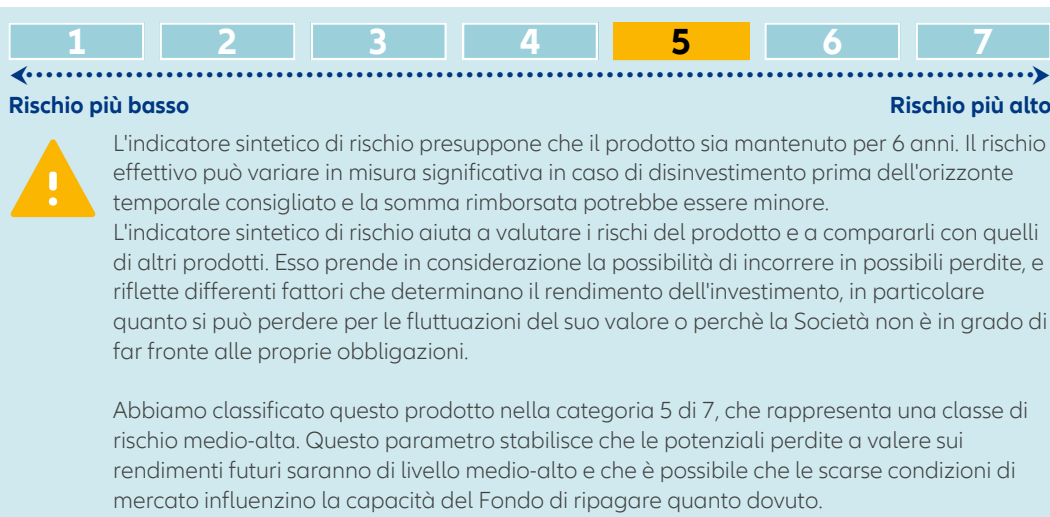 1 2 3 4 5 6 7
Rischio più basso Rischio più alto
L'indicatore sintetico di rischio presuppone che il prodotto sia mantenuto per 6 anni. Il rischio
effettivo può variare in misura significativa in caso di disinvestimento prima dell'orizzonte
temporale consigliato e la somma rimborsata potrebbe essere minore.
L'indicatore sintetico di rischio aiuta a valutare i rischi del prodotto e a compararli con quelli
di altri prodotti. Esso prende in considerazione la possibilità di incorrere in possibili perdite, e
riflette differenti fattori che determinano il rendimento dell'investimento, in particolare
quanto si può perdere per le fluttuazioni del suo valore o perchè la Società non è in grado di
far fronte alle proprie obbligazioni.
Abbiamo classificato questo prodotto nella categoria 5 di 7, che rappresenta una classe di
rischio medio-alta. Questo parametro stabilisce che le potenziali perdite a valere sui
rendimenti futuri saranno di livello medio-alto e che è possibile che le scarse condizioni di
mercato influenzino la capacità del Fondo di ripagare quanto dovuto.